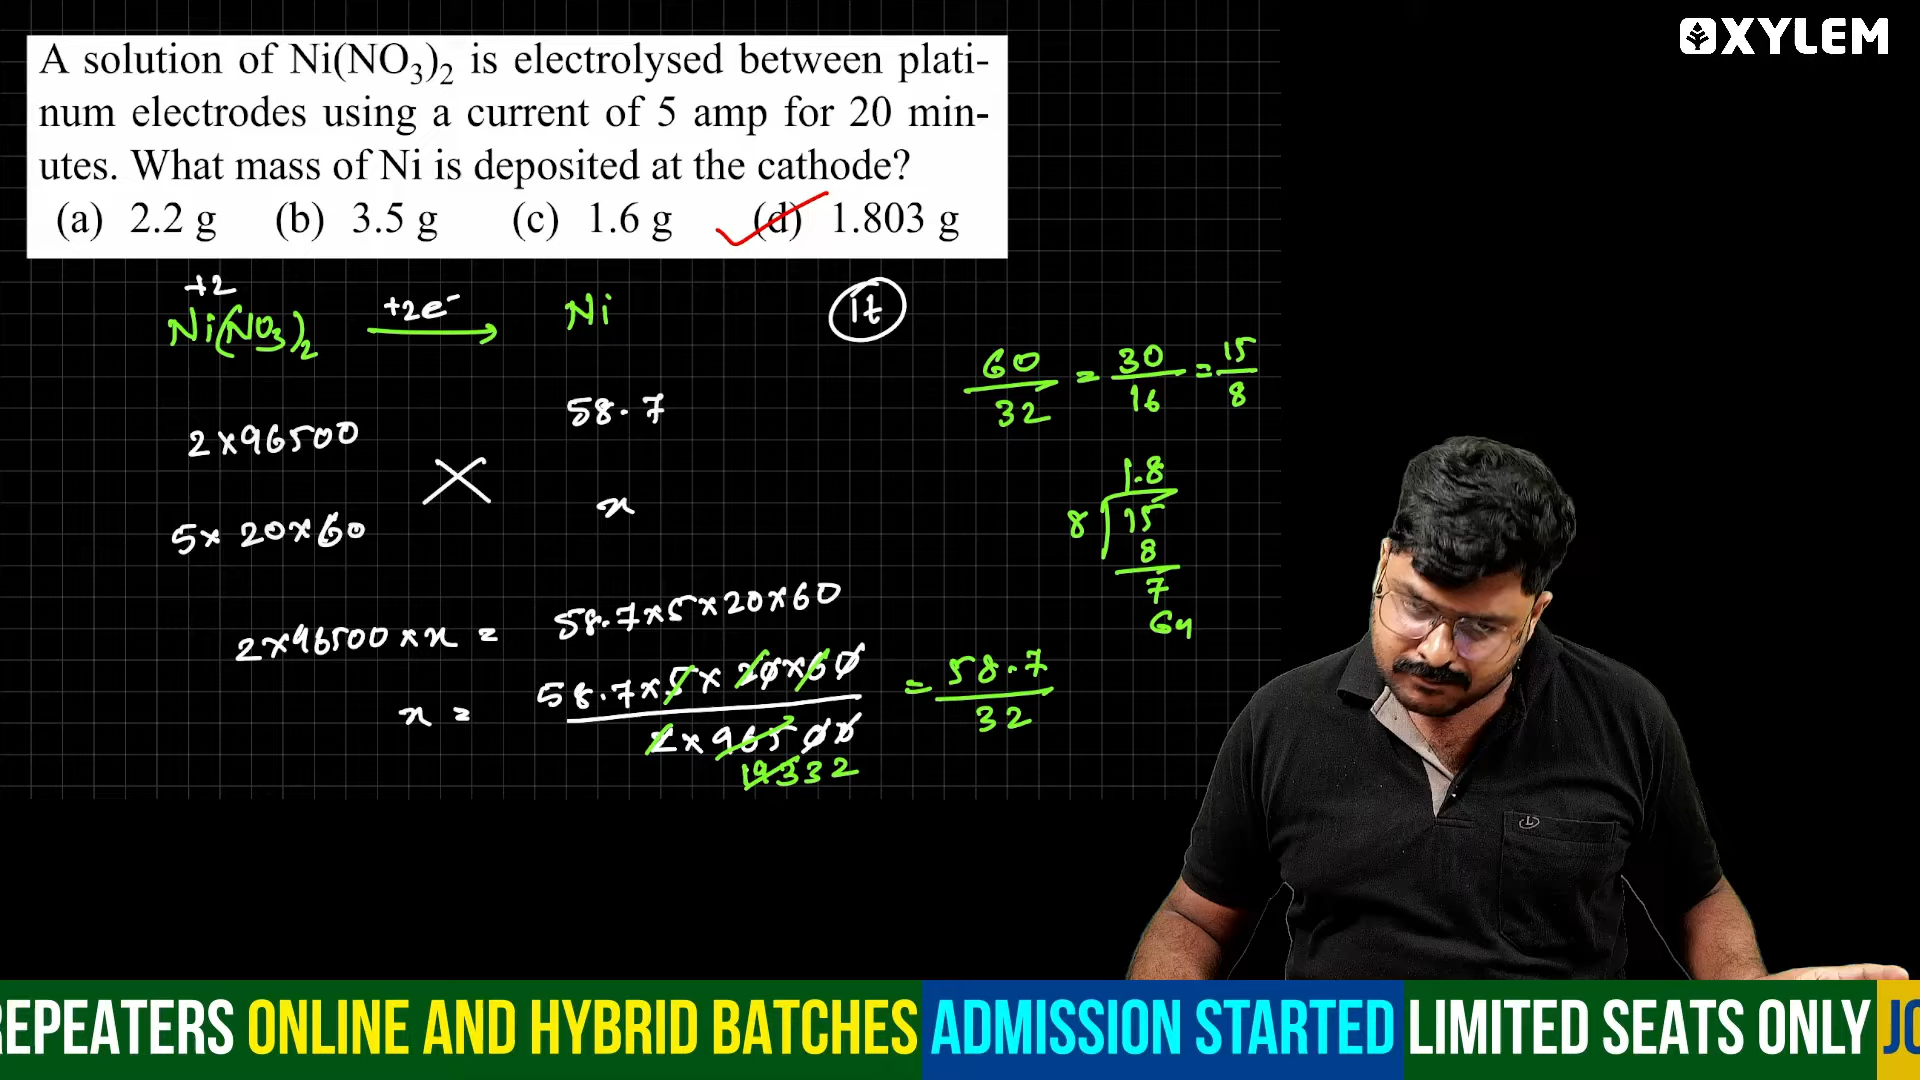 XYLEM
A solution of Ni(NO₃)₂ is electrolysed between plati-
num electrodes using a current of 5 amp for 20 min-
utes. What mass of Ni is deposited at the cathode?
(a) 2.2 g (b) 3.5 g (c) 1.6 g (d) 1.803 g
+2
Ni(NO₃)₂ +2e⁻ → Ni
It
60/32 = 30/16 = 15/8
2×96500 58.7
5×20×60 x
1.8
8 15
8
7
64
2×96500×x = 58.7×5×20×60
x = 58.7×5×20×60 / 2×96500 = 58.7/32
19332
REPEATERS ONLINE AND HYBRID BATCHES ADMISSION STARTED LIMITED SEATS ONLY